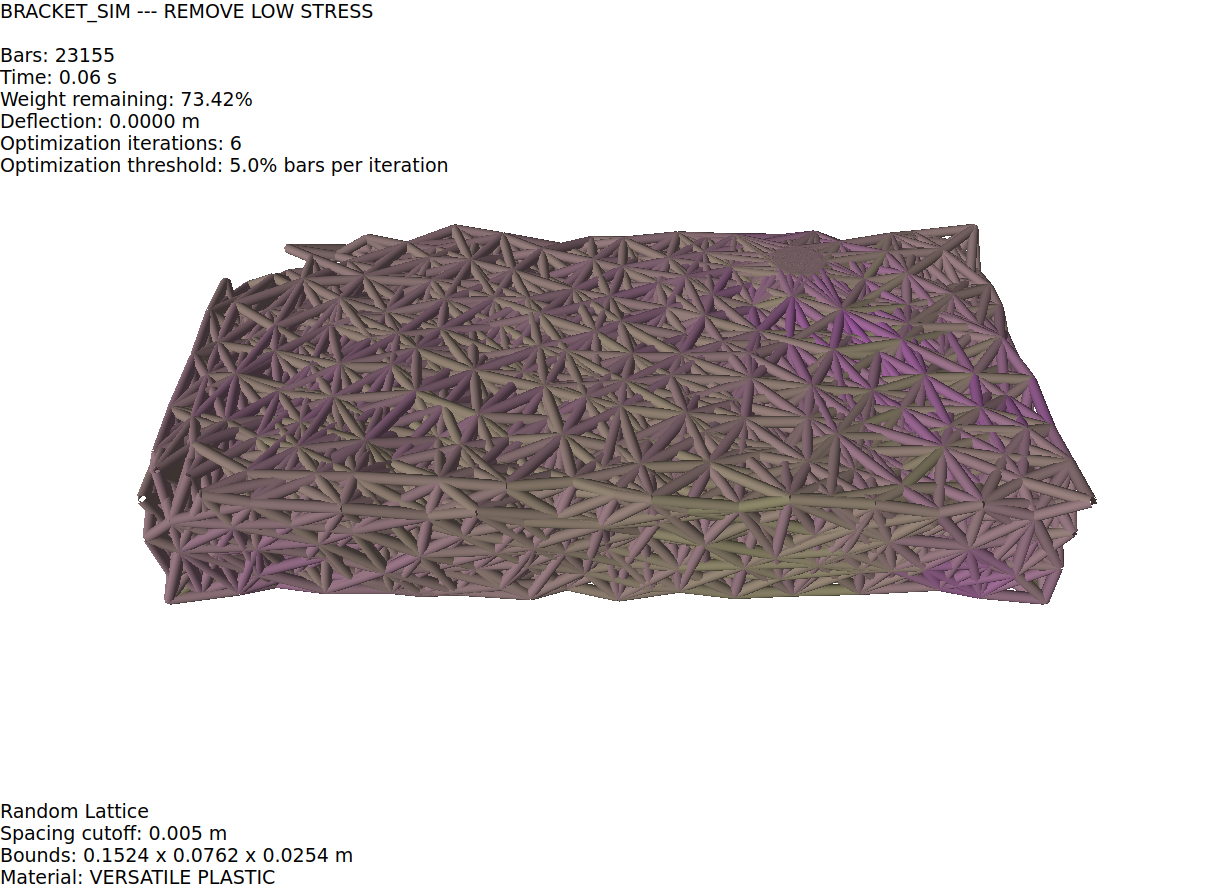 BRACKET_SIM --- REMOVE LOW STRESS
Bars: 23155
Time: 0.06 s
Weight remaining: 73.42%
Deflection: 0.0000 m
Optimization iterations: 6
Optimization threshold: 5.0% bars per iteration
Random Lattice
Spacing cutoff: 0.005 m
Bounds: 0.1524 x 0.0762 x 0.0254 m
Material: VERSATILE PLASTIC